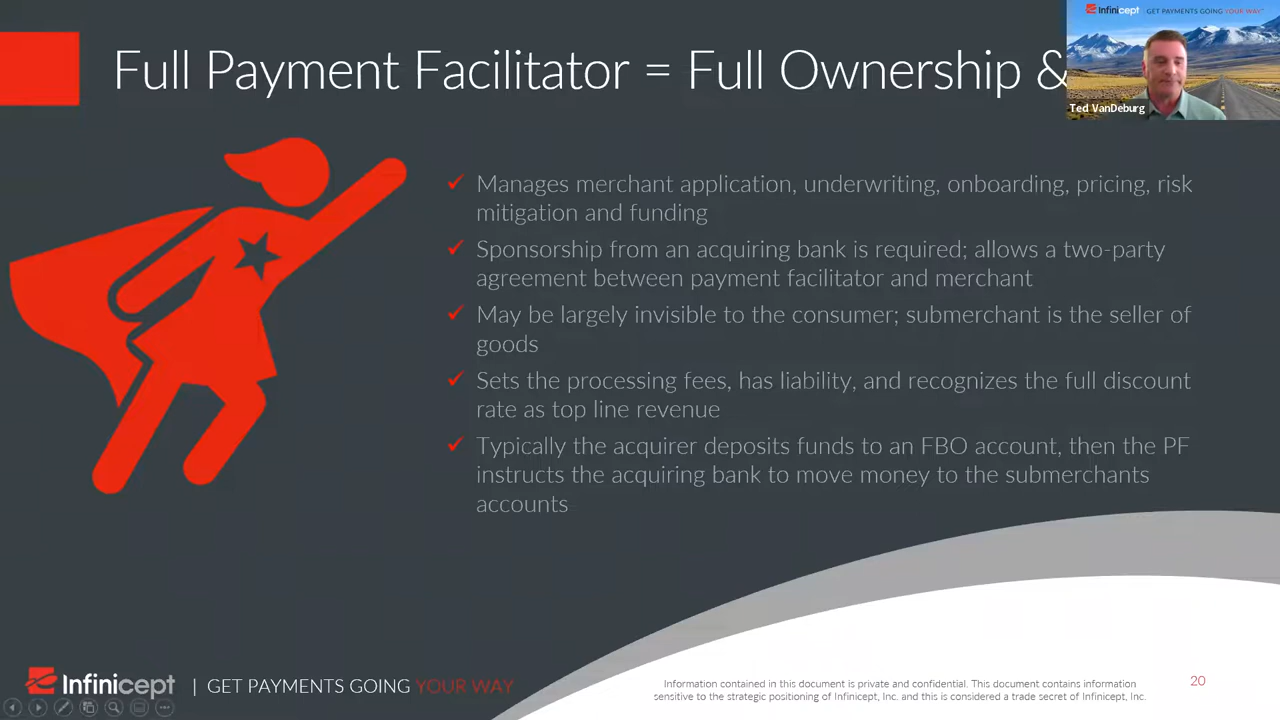 Infinicept GET PAYMENTS GOING YOUR WAY
Full Payment Facilitator = Full Ownership &
Ted VanDeburg
✓ Manages merchant application, underwriting, onboarding, pricing, risk
mitigation and funding
✓ Sponsorship from an acquiring bank is required; allows a two-party
agreement between payment facilitator and merchant
✓ May be largely invisible to the consumer; submerchant is the seller of
goods
✓ Sets the processing fees, has liability, and recognizes the full discount
rate as top line revenue
✓ Typically the acquirer deposits funds to an FBO account, then the PF
instructs the acquiring bank to move money to the submerchants
accounts
Infinicept | GET PAYMENTS GOING YOUR WAY
Information contained in this document is private and confidential. This document contains information
sensitive to the strategic positioning of Infinicept, Inc. and this is considered a trade secret of Infinicept, Inc.
20